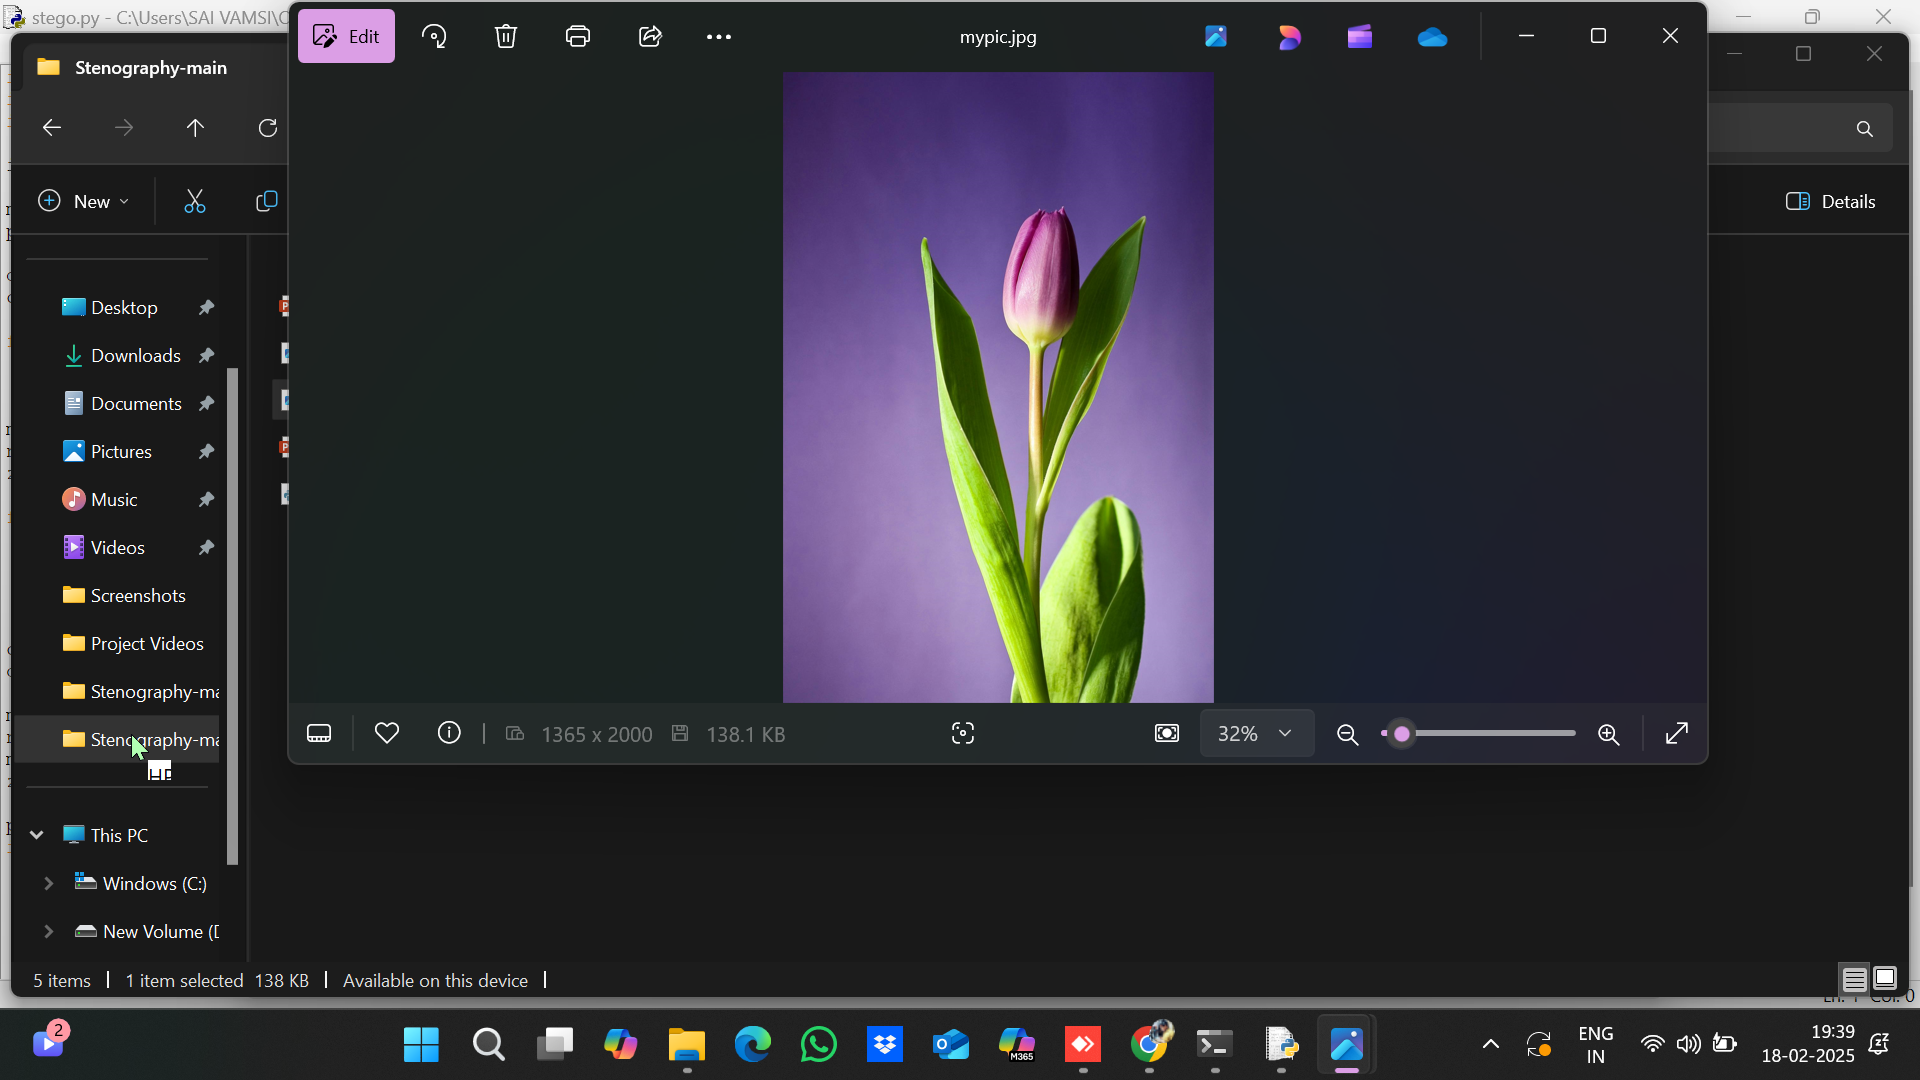 stego.py - C:\Users\SAI VAMSI\
Edit
mypic.jpg
Stenography-main
New
Details
Desktop
Downloads
Documents
Pictures
Music
Videos
Screenshots
Project Videos
Stenography-ma
Stenography-ma
This PC
Windows (C:)
New Volume (
1365 x 2000
138.1 KB
32%
5 items
1 item selected 138 KB
Available on this device
2
M365
ENG
IN
19:39
18-02-2025